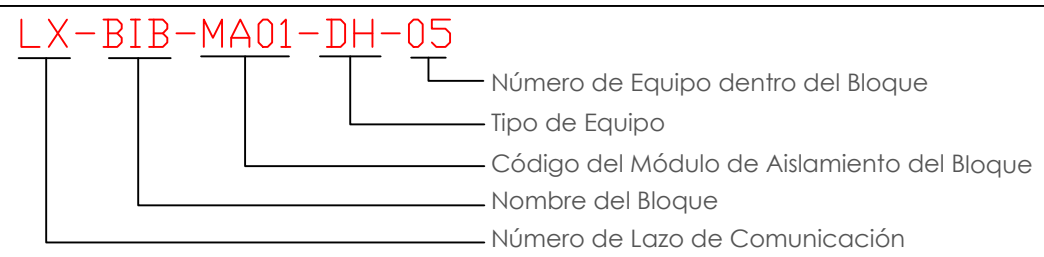 LX-BIB-MA01-DH-05
Número de Equipo dentro del Bloque
Tipo de Equipo
Código del Módulo de Aislamiento del Bloque
Nombre del Bloque
Número de Lazo de Comunicación